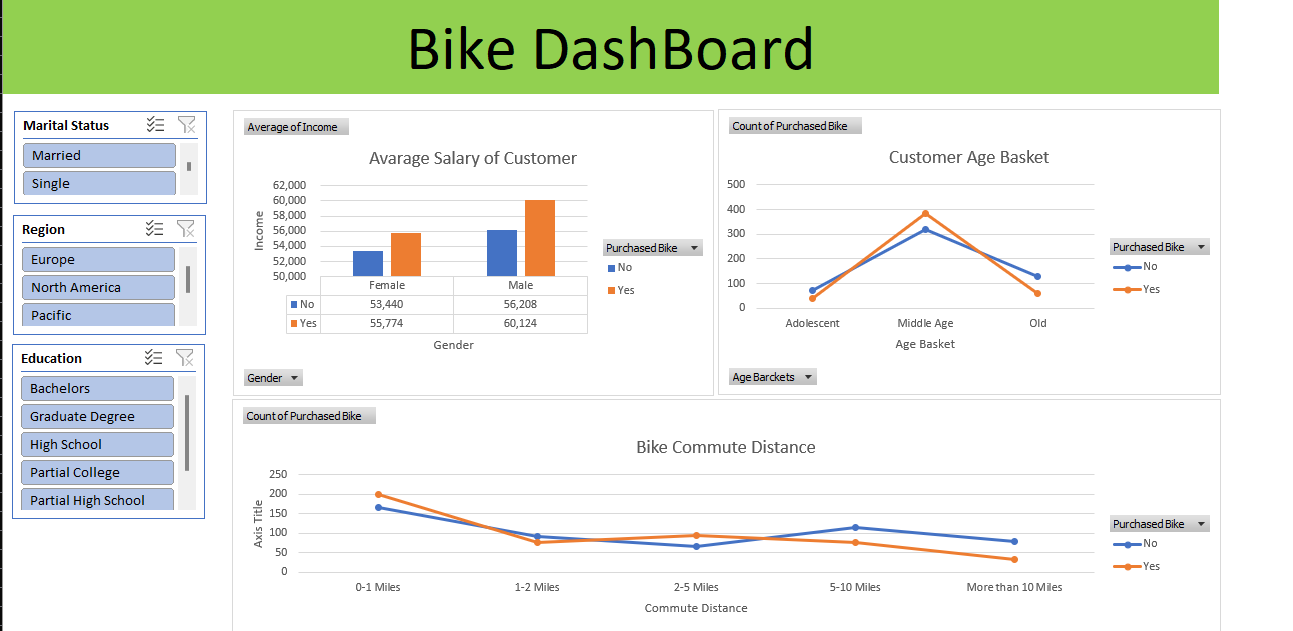 Bike DashBoard
Marital Status
Married
Single
Region
Europe
North America
Pacific
Education
Bachelors
Graduate Degree
High School
Partial College
Partial High School
Average of Income
Avarage Salary of Customer
62,000
60,000
58,000
56,000
54,000
52,000
50,000
Income
Female Male
No 53,440 56,208
Yes 55,774 60,124
Gender
Purchased Bike
No
Yes
Gender
Count of Purchased Bike
Customer Age Basket
500
400
300
200
100
0
Adolescent Middle Age Old
Age Basket
Purchased Bike
No
Yes
Age Barckets
Count of Purchased Bike
Bike Commute Distance
250
200
150
100
50
0
Axis Title
0-1 Miles 1-2 Miles 2-5 Miles 5-10 Miles More than 10 Miles
Commute Distance
Purchased Bike
No
Yes